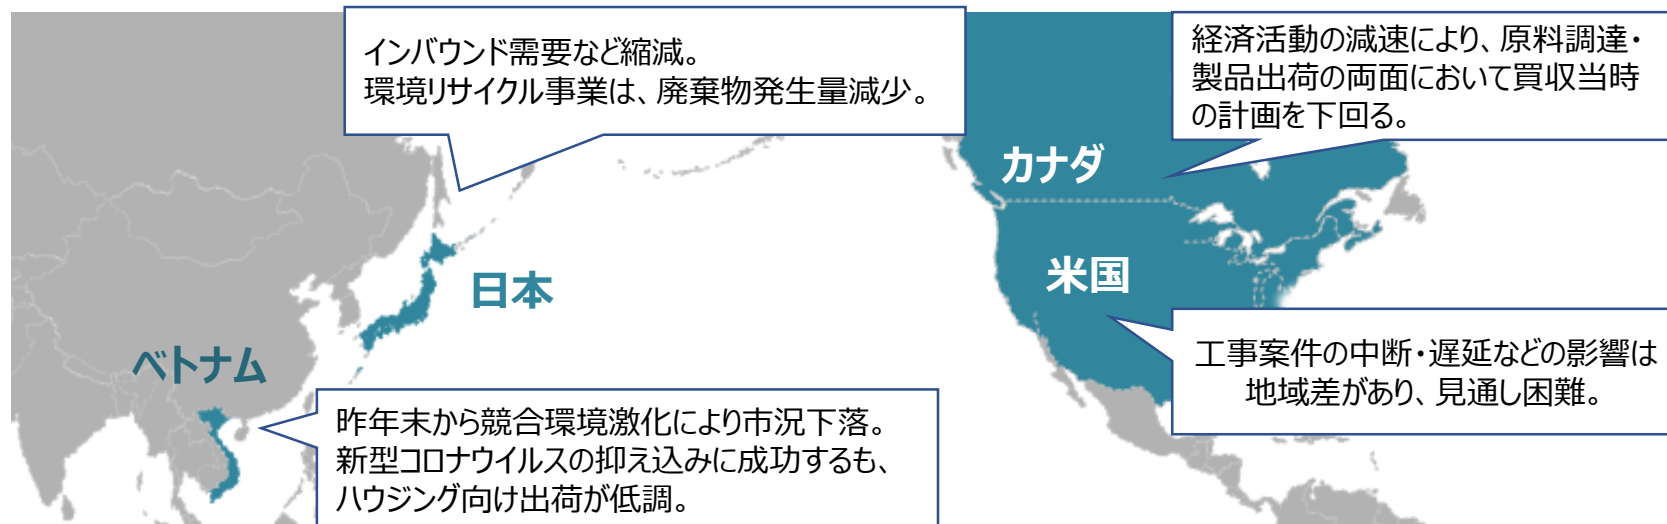 インバウンド需要など縮減。
環境リサイクル事業は、廃棄物発生量減少。
経済活動の減速により、原料調達・
製品出荷の両面において買収当時
の計画を下回る。
カナダ
日本
米国
ベトナム
工事案件の中断・遅延などの影響は
地域差があり、見通し困難。
昨年末から競合環境激化により市況下落。
新型コロナウイルスの抑え込みに成功するも、
ハウジング向け出荷が低調。